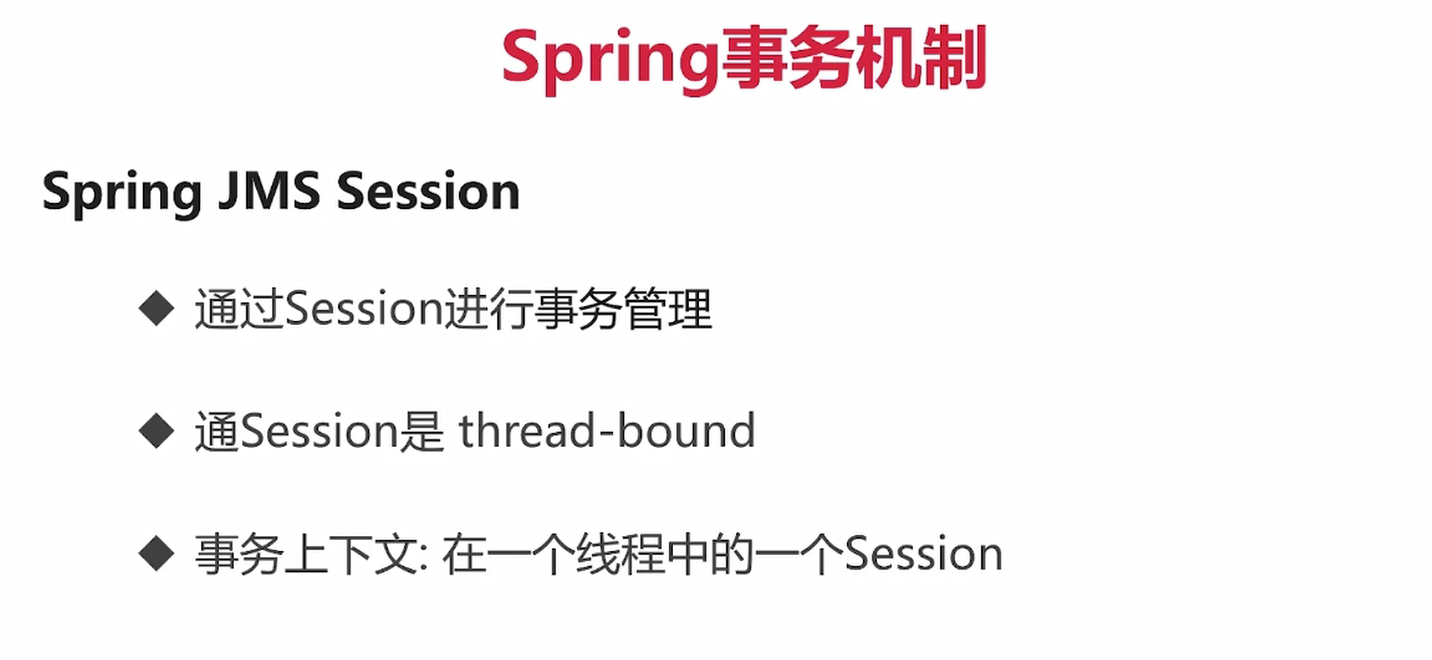 Spring事务机制
Spring JMS Session
◆ 通过Session进行事务管理
◆ 通Session是 thread-bound
◆ 事务上下文: 在一个线程中的一个Session